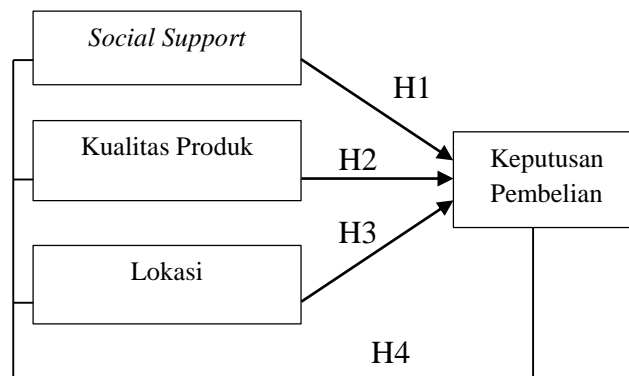 Social Support
H1
Kualitas Produk
H2
Keputusan
Pembelian
H3
Lokasi
H4